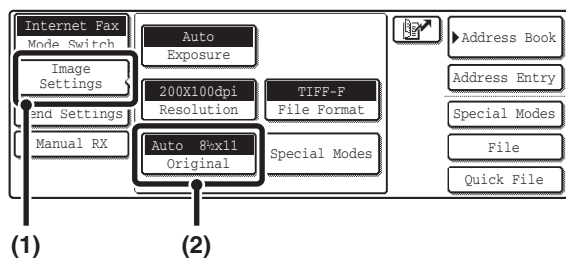 Internet Fax
Mode Switch
Image
Settings
Send Settings
Manual RX
Auto
Exposure
200X100dpi
Resolution
TIFF-F
File Format
Auto 8½x11
Original
Special Modes
Address Book
Address Entry
Special Modes
File
Quick File
(1)
(2)